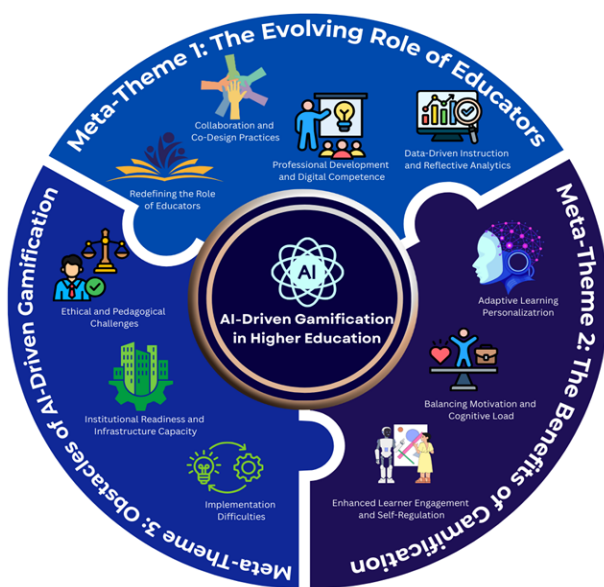 Meta-Theme 1: The Evolving Role of Educators
Collaboration and
Co-Design Practices
Professional Development
and Digital Competence
Data-Driven Instruction
and Reflective Analytics
Redefining the Role
of Educators
AI
AI-Driven Gamification
in Higher Education
Meta-Theme 2: The Benefits of Gamification
Adaptive Learning
Personalizatrion
Balancing Motivation and
Cognitive Load
Enhanced Learner Engagement
and Self-Regulation
Meta-Theme 3: Obstacles of AI-Driven Gamification
Ethical and Pedagogical
Challenges
Institutional Readiness and
Infrastructure Capacity
Implementation
Difficulties